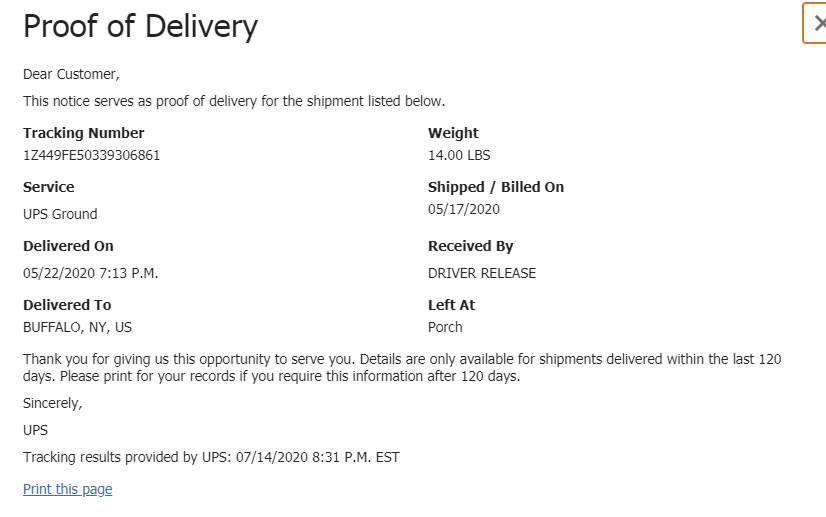 Proof of Delivery
Dear Customer,
This notice serves as proof of delivery for the shipment listed below.
Tracking Number
1Z449FE50339306861
Weight
14.00 LBS
Service
UPS Ground
Shipped / Billed On
05/17/2020
Delivered On
05/22/2020 7:13 P.M.
Received By
DRIVER RELEASE
Delivered To
BUFFALO, NY, US
Left At
Porch
Thank you for giving us this opportunity to serve you. Details are only available for shipments delivered within the last 120
days. Please print for your records if you require this information after 120 days.
Sincerely,
UPS
Tracking results provided by UPS: 07/14/2020 8:31 P.M. EST
Print this page